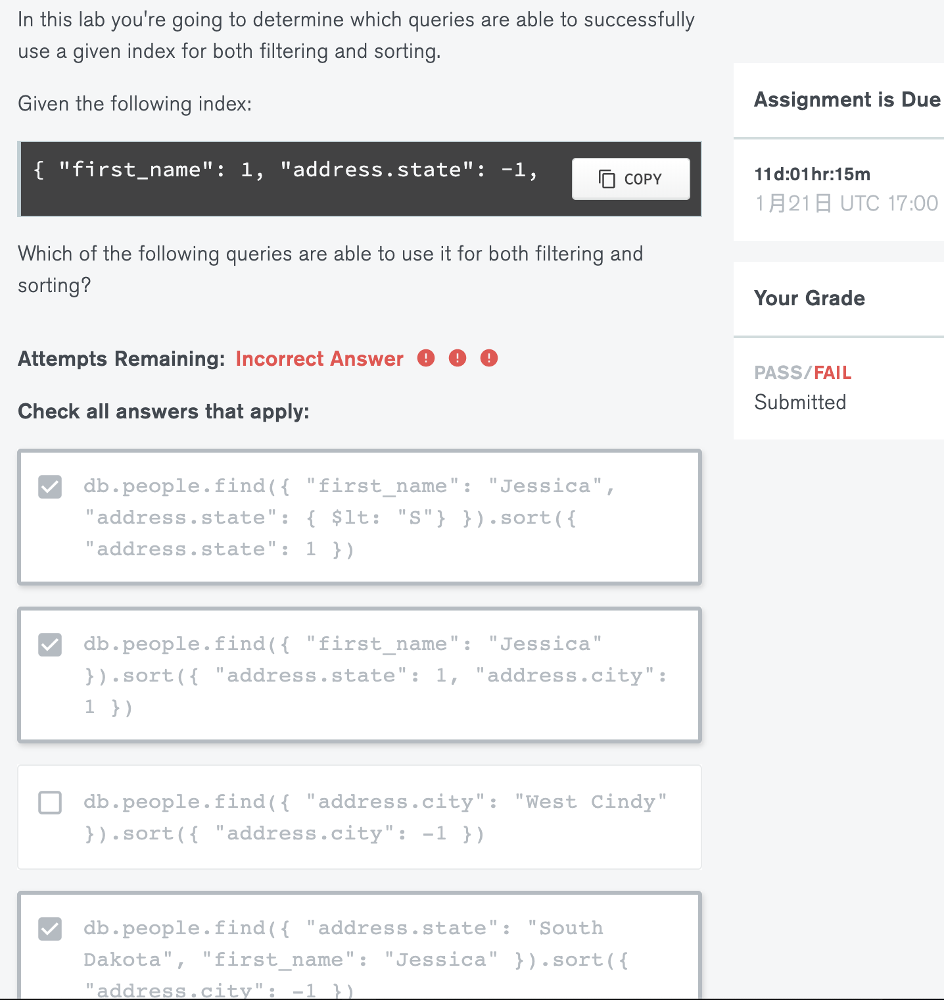 In this lab you're going to determine which queries are able to successfully
use a given index for both filtering and sorting.
Given the following index:
{ "first_name": 1, "address.state": -1,
COPY
Which of the following queries are able to use it for both filtering and
sorting?
Attempts Remaining: Incorrect Answer
Check all answers that apply:
db.people.find({ "first_name": "Jessica",
"address.state": { $lt: "S"} }).sort({
"address.state": 1 })
db.people.find({ "first_name": "Jessica"
}).sort({ "address.state": 1, "address.city":
1 })
db.people.find({ "address.city": "West Cindy"
}).sort({ "address.city": -1 })
db.people.find({ "address.state": "South
Dakota", "first_name": "Jessica" }).sort({
"address.city": -1 })
Assignment is Due
11d:01hr:15m
1月21日 UTC 17:00
Your Grade
PASS/FAIL
Submitted